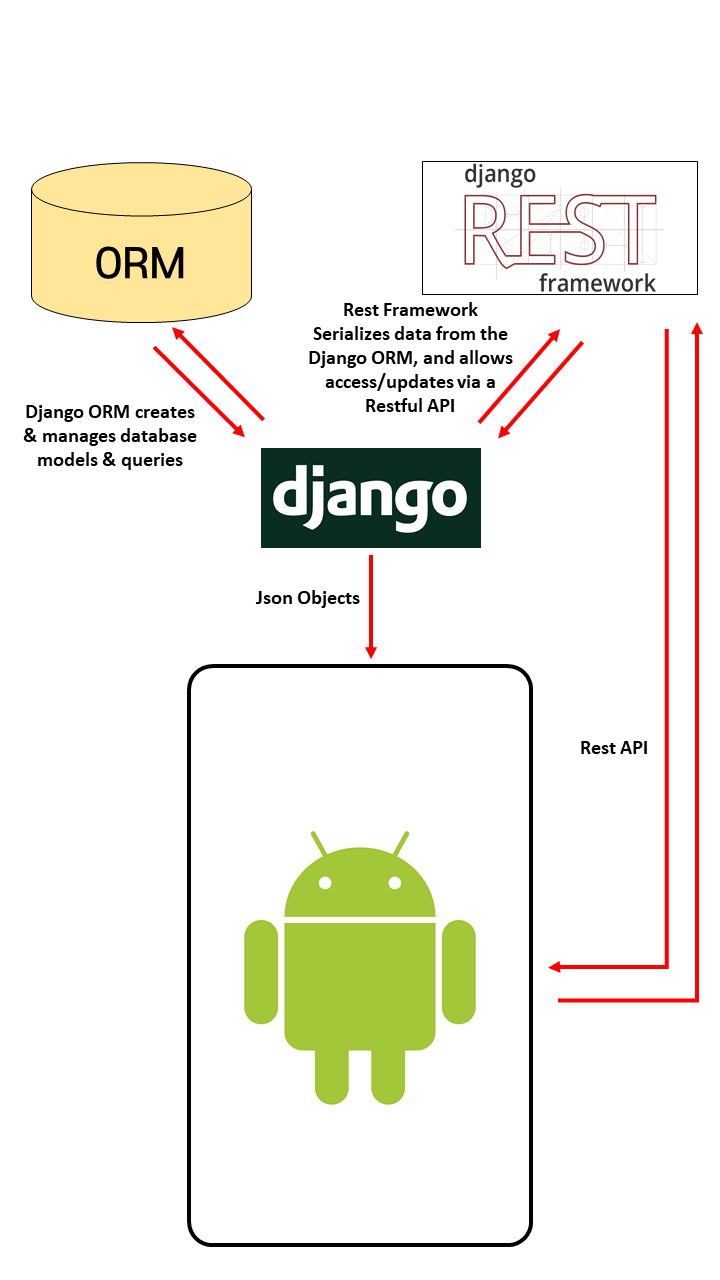 django
REST
framework
ORM
Rest Framework
Serializes data from the
Django ORM, and allows
access/updates via a
Restful API
Django ORM creates
& manages database
models & queries
django
Json Objects
Rest API